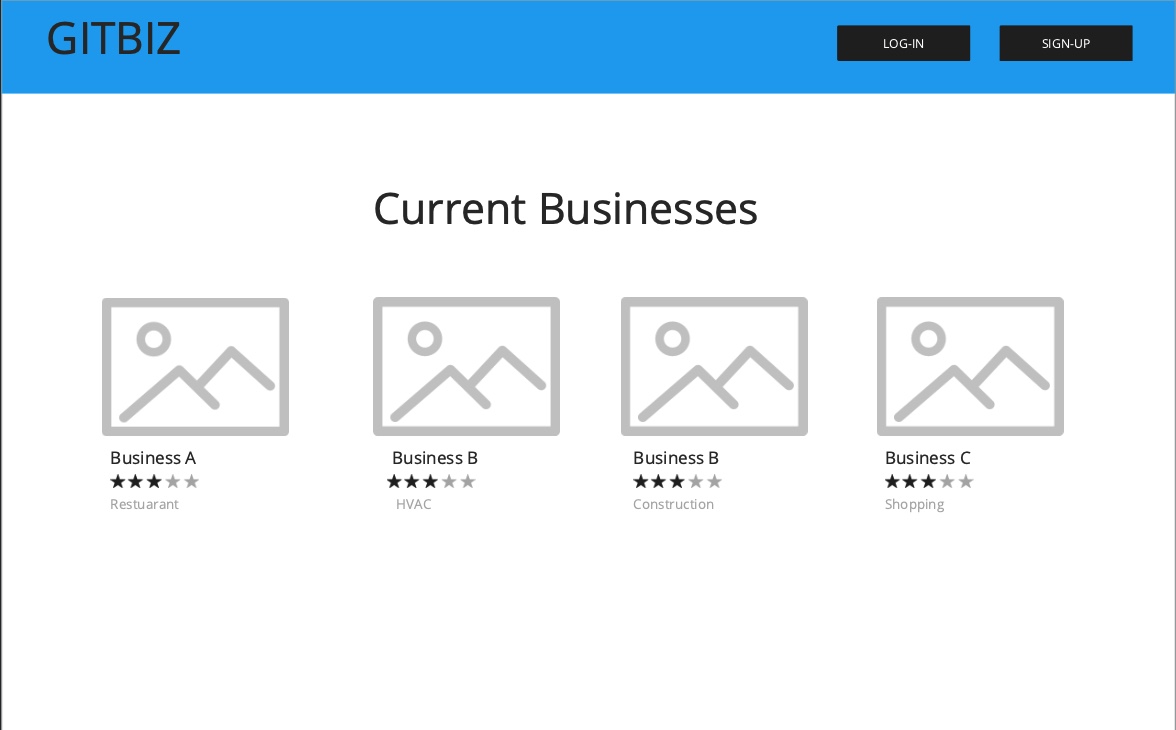 GITBIZ
LOG-IN
SIGN-UP
Current Businesses
Business A
Restuarant
Business B
HVAC
Business B
Construction
Business C
Shopping